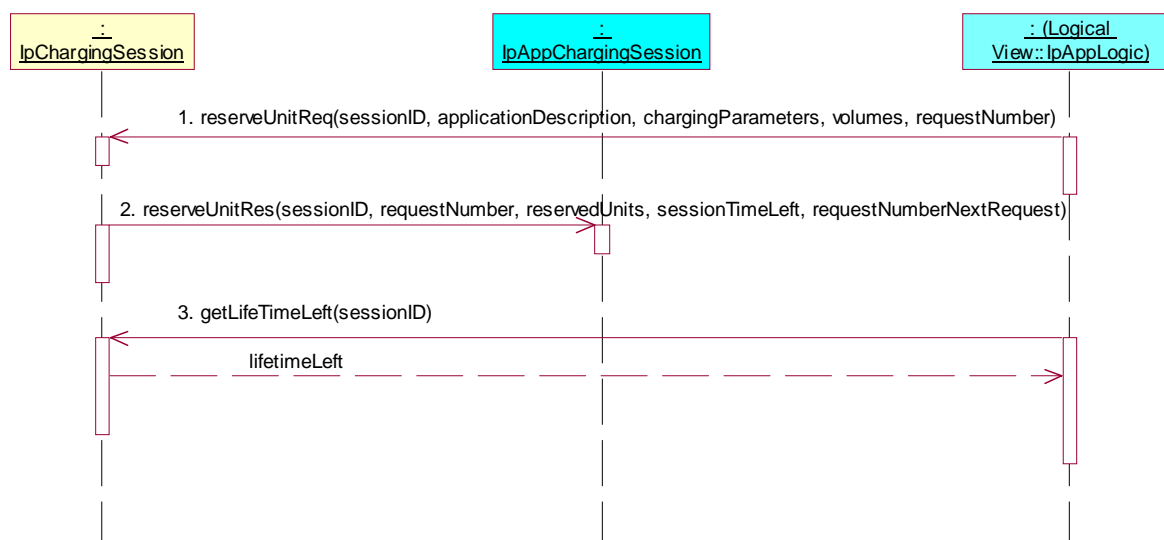 :
IpChargingSession
:
IpAppChargingSession
: (Logical
View::IpAppLogic)
1. reserveUnitReq(sessionID, applicationDescription, chargingParameters, volumes, requestNumber)
2. reserveUnitRes(sessionID, requestNumber, reservedUnits, sessionTimeLeft, requestNumberNextRequest)
3. getLifeTimeLeft(sessionID)
lifetimeLeft